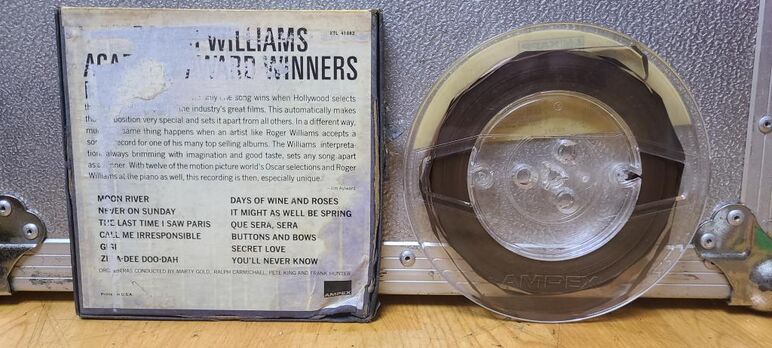 WILLIAMS
KTL 41882
AWARD WINNERS
one song wins when Hollywood selects
the industry's great films. This automatically makes
position very special and sets it apart from all others. In a different way,
same thing happens when an artist like Roger Williams accepts a
record for one of his many top selling albums. The Williams interpreta-
tion, always brimming with imagination and good taste, sets any song apart
as winner. With twelve of the motion picture world's Oscar selections and Roger
Williams at the piano as well, this recording is then, especially unique.
MOON RIVER
NEVER ON SUNDAY
THE LAST TIME I SAW PARIS
CALL ME IRRESPONSIBLE
GIGI
DEE DOO-DAH
DAYS OF WINE AND ROSES
IT MIGHT AS WELL BE SPRING
QUE SERA, SERA
BUTTONS AND BOWS
SECRET LOVE
YOU'LL NEVER KNOW
CONDUCTED BY MARTY GOLD, RALPH CARMICHAEL, PETE KING AND FRANK HUNTER
AMPEX
U.S.A.
AMPEX